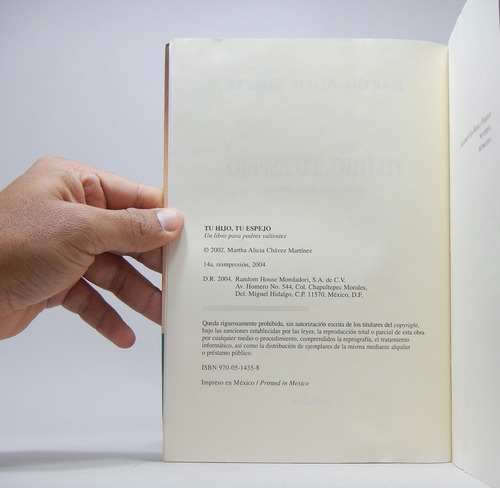 TU HIJO, TU ESPEJO
Un libro para padres valientes
© 2002, Martha Alicia Chávez Martínez
14a. reimpresión, 2004
D.R. 2004, Random House Mondadori, S.A. de C.V.
Av. Homero No. 544, Col. Chapultepec Morales,
Del. Miguel Hidalgo, C.P. 11570, México, D.F.
Queda rigurosamente prohibida, sin autorización escrita de los titulares del copyright,
bajo las sanciones establecidas por las leyes, la reproducción total o parcial de esta obra
por cualquier medio o procedimiento, comprendidos la reprografía, el tratamiento
informático, así como la distribución de ejemplares de la misma mediante alquiler
o préstamo público.
ISBN 970-05-1435-8
Impreso en México / Printed in Mexico